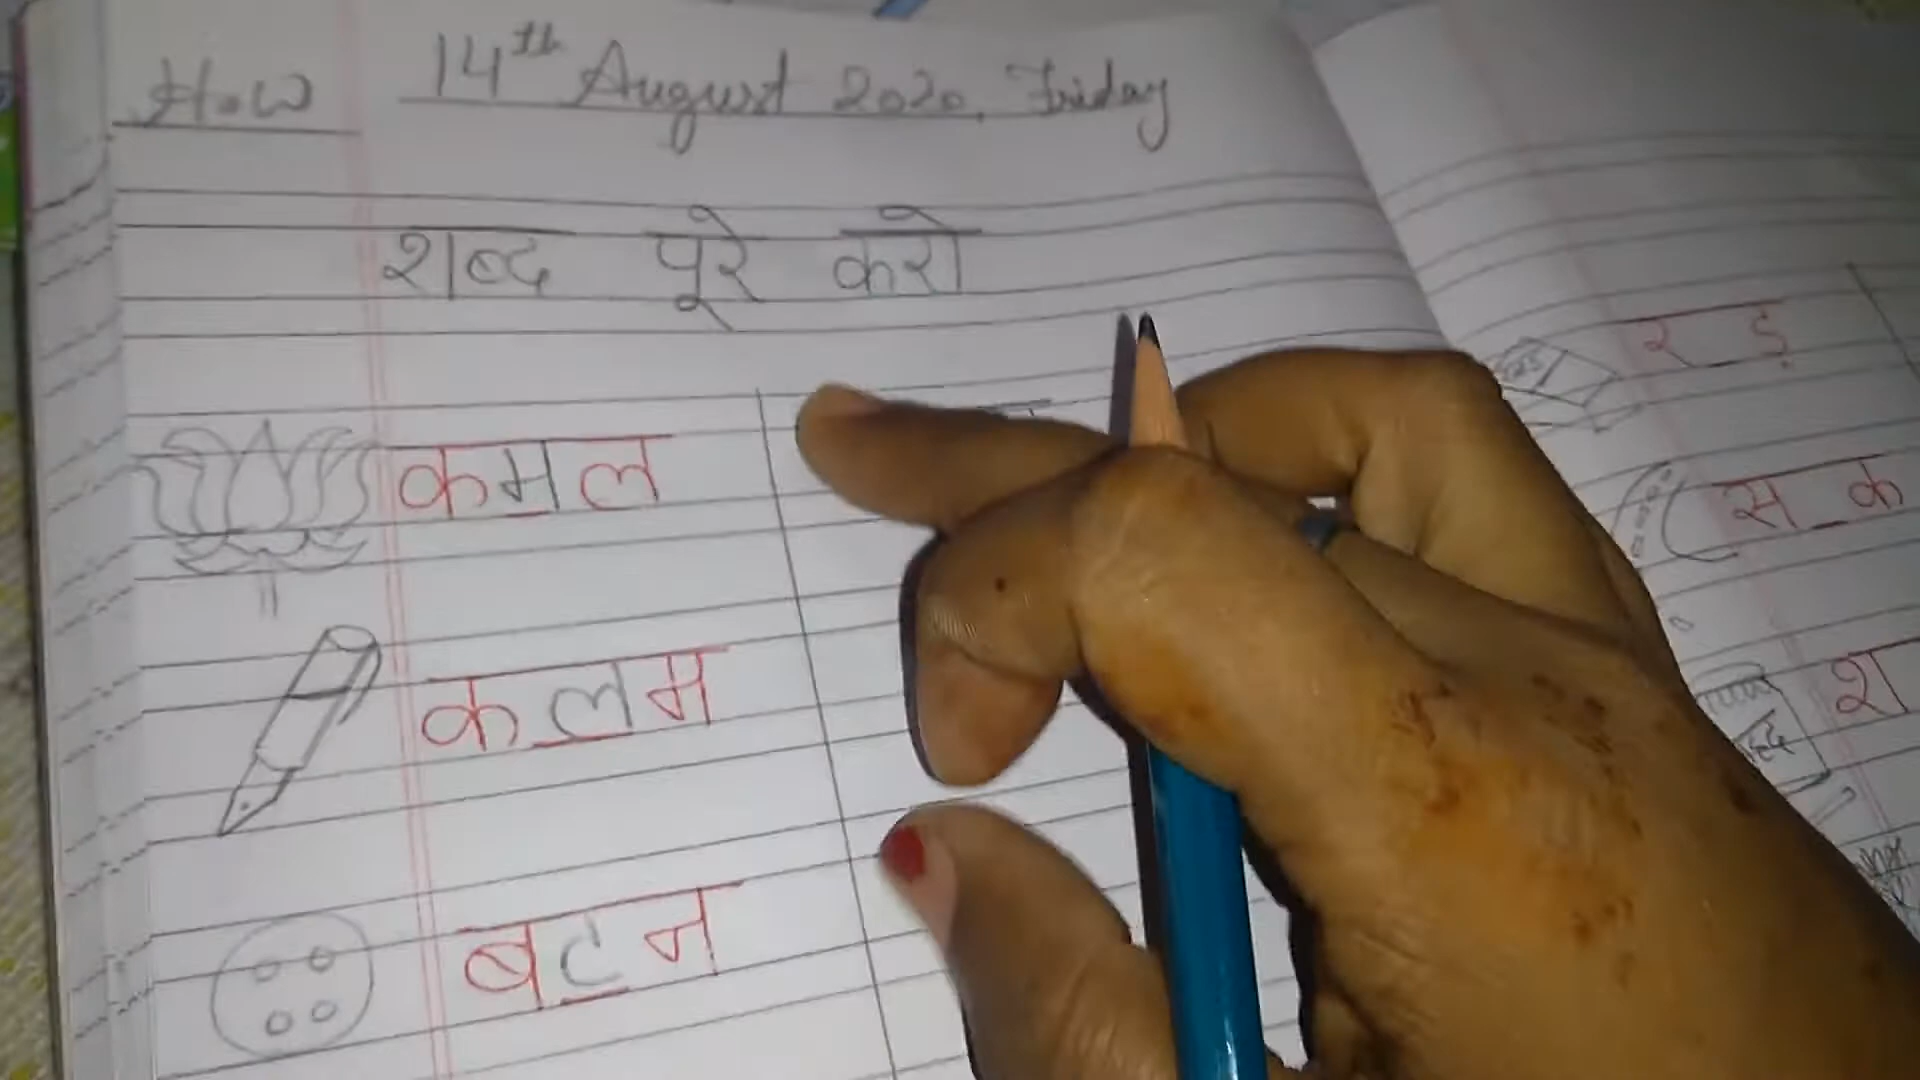 H.W 14th August 2020, Friday
शब्द पूरे करो
कमल
कलम
बटन
र ड़
स _ क
श